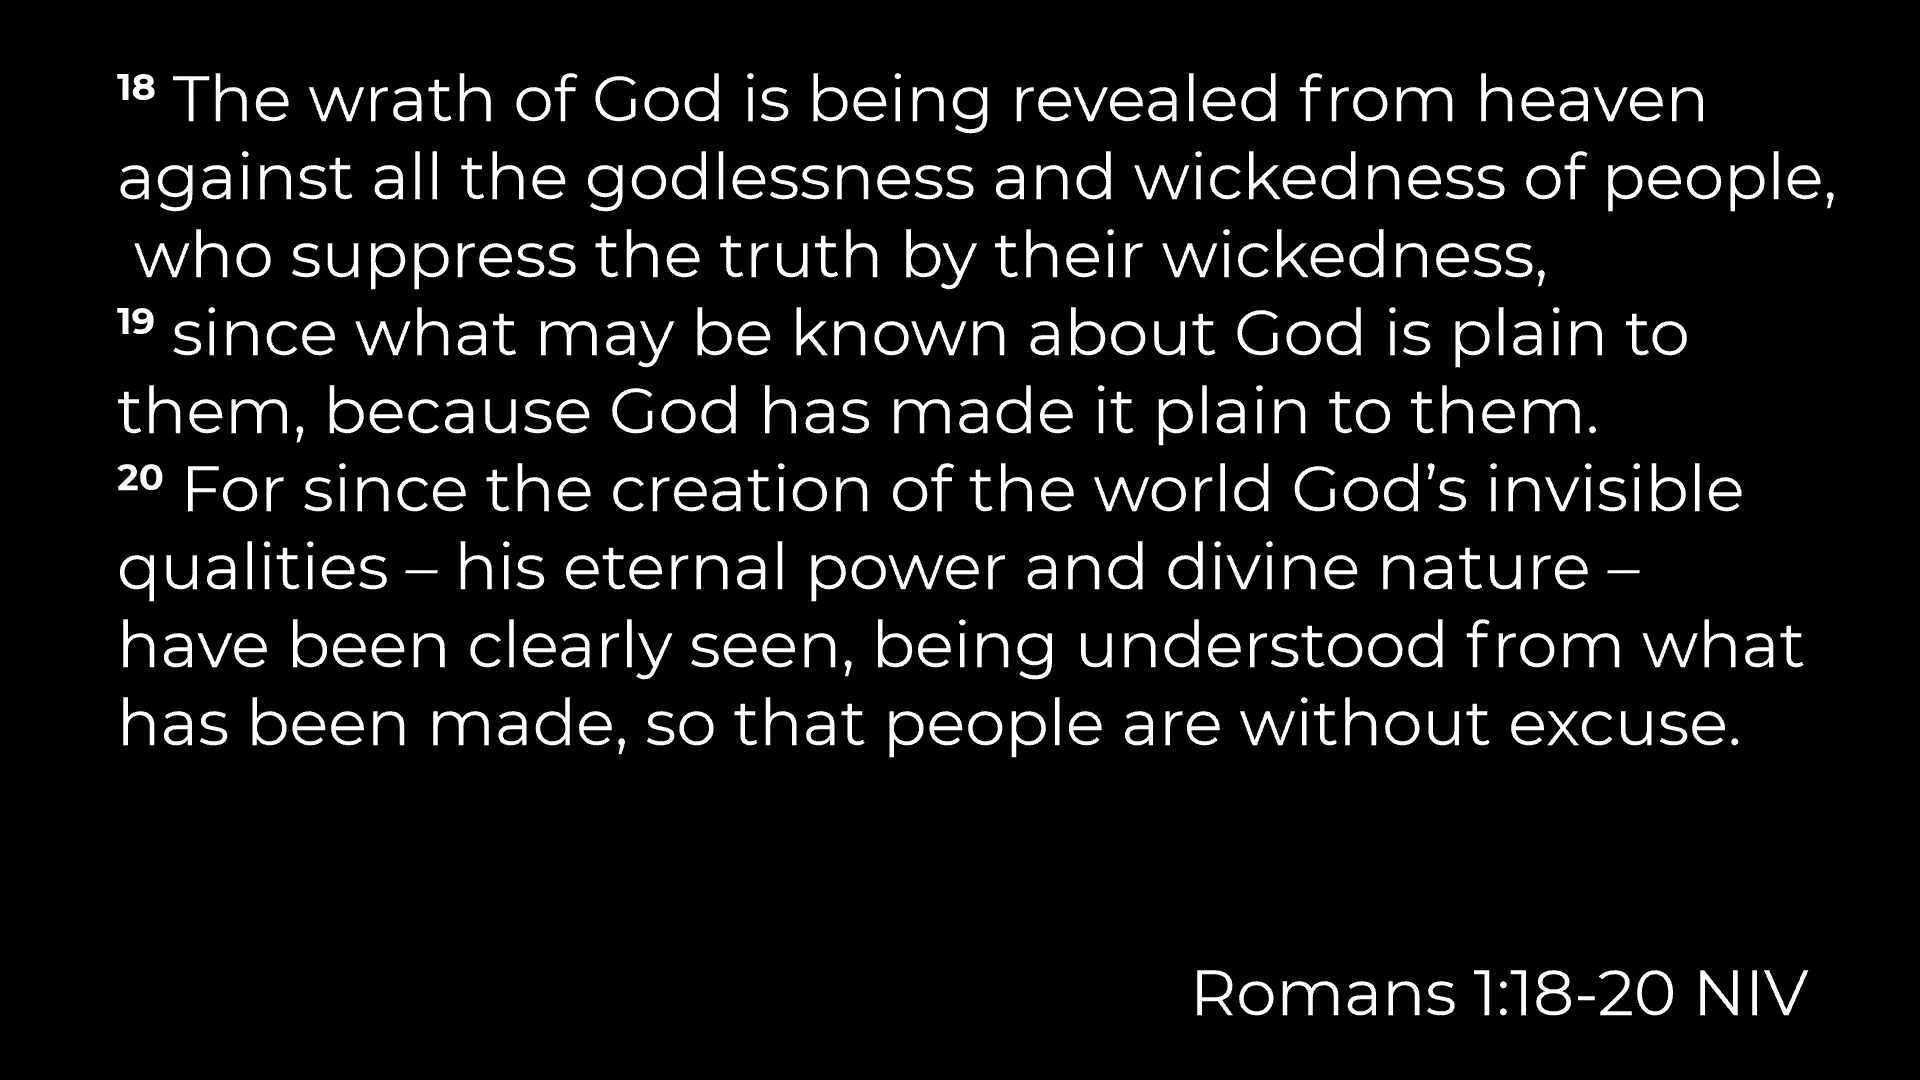 18 The wrath of God is being revealed from heaven
against all the godlessness and wickedness of people,
who suppress the truth by their wickedness,
19 since what may be known about God is plain to
them, because God has made it plain to them.
20 For since the creation of the world God’s invisible
qualities – his eternal power and divine nature –
have been clearly seen, being understood from what
has been made, so that people are without excuse.
Romans 1:18-20 NIV